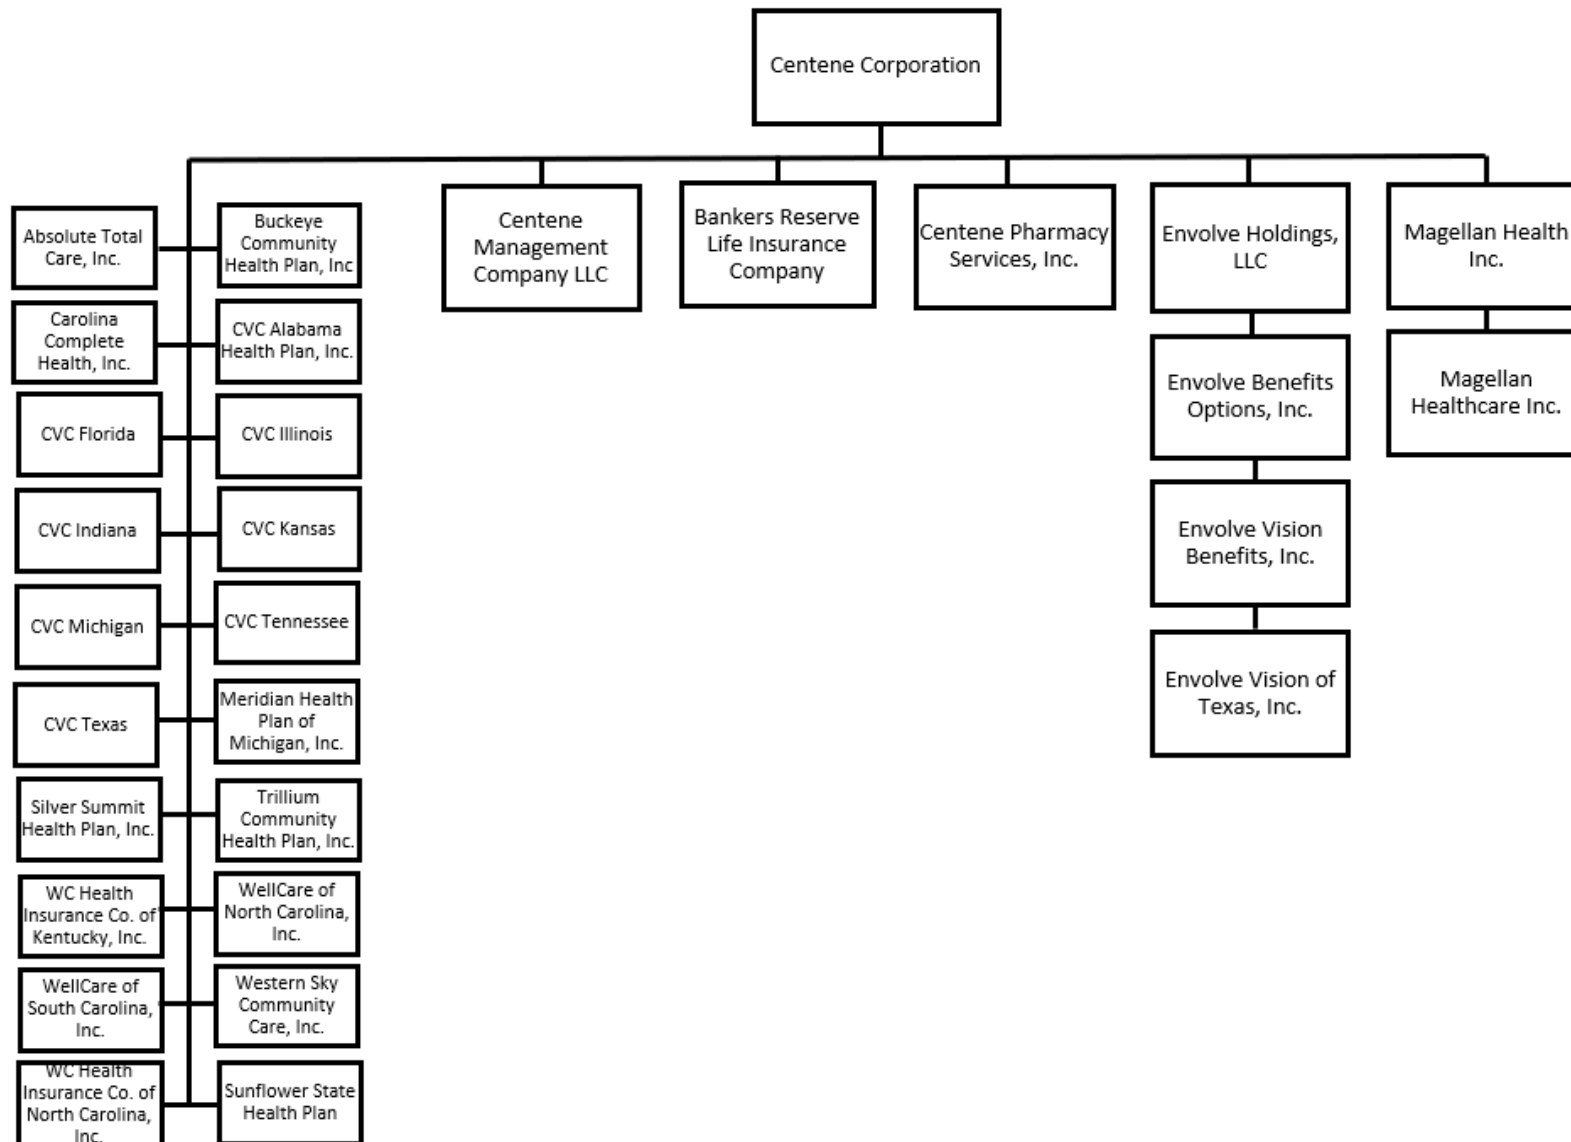 Centene Corporation
Centene
Management
Company LLC
Bankers Reserve
Life Insurance
Company
Centene Pharmacy
Services, Inc.
Envolve Holdings,
LLC
Magellan Health
Inc.
Envolve Benefits
Options, Inc.
Magellan
Healthcare Inc.
Envolve Vision
Benefits, Inc.
Envolve Vision of
Texas, Inc.
Absolute Total
Care, Inc.
Buckeye
Community
Health Plan, Inc
Carolina
Complete
Health, Inc.
CVC Alabama
Health Plan, Inc.
CVC Florida
CVC Illinois
CVC Indiana
CVC Kansas
CVC Michigan
CVC Tennessee
CVC Texas
Meridian Health
Plan of
Michigan, Inc.
Silver Summit
Health Plan, Inc.
Trillium
Community
Health Plan, Inc.
WC Health
Insurance Co. of
Kentucky, Inc.
WellCare of
North Carolina,
Inc.
WellCare of
South Carolina,
Inc.
Western Sky
Community
Care, Inc.
WC Health
Insurance Co. of
North Carolina,
Inc.
Sunflower State
Health Plan